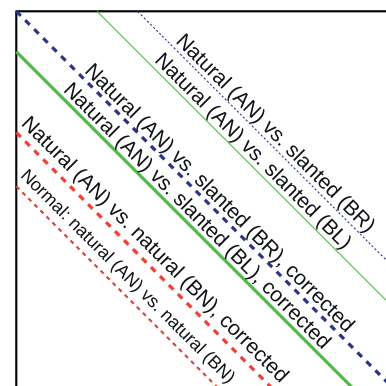 Natural (AN) vs. slanted (BR)
Natural (AN) vs. slanted (BL)
Natural (AN) vs. slanted (BR), corrected
Natural (AN) vs. slanted (BL), corrected
Natural (AN) vs. natural (BN), corrected
Normal: natural (AN) vs. natural (BN)